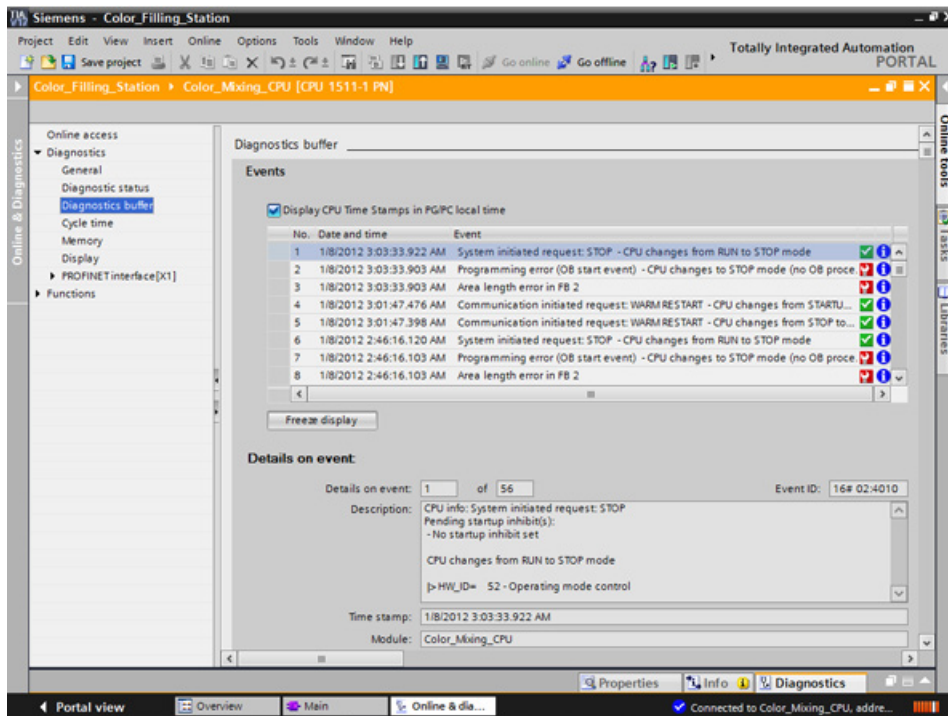 Siemens - Color_Filling_Station
Project Edit View Insert Online Options Tools Window Help
Totally Integrated Automation
PORTAL
Save project Go online Go offline
Color_Filling_Station Color_Mixing_CPU [CPU 1511-1 PN]
Online & Diagnostics
Online access
Diagnostics
General
Diagnostic status
Diagnostics buffer
Cycle time
Memory
Display
PROFINET interface[X1]
Functions
Diagnostics buffer
Events
Display CPU Time Stamps in PG/PC local time
No. Date and time Event
1 1/8/2012 3:03:33.922 AM System initiated request: STOP - CPU changes from RUN to STOP mode
2 1/8/2012 3:03:33.903 AM Programming error (OB start event) - CPU changes to STOP mode (no OB proce.
3 1/8/2012 3:03:33.903 AM Area length error in FB 2
4 1/8/2012 3:01:47.476 AM Communication initiated request: WARM RESTART - CPU changes from STARTU...
5 1/8/2012 3:01:47.398 AM Communication initiated request: WARM RESTART - CPU changes from STOP to...
6 1/8/2012 2:46:16.120 AM System initiated request: STOP - CPU changes from RUN to STOP mode
7 1/8/2012 2:46:16.103 AM Programming error (OB start event) - CPU changes to STOP mode (no OB proce.
8 1/8/2012 2:46:16.103 AM Area length error in FB 2
Freeze display
Details on event:
Details on event: 1 of 56 Event ID: 16# 02:4010
Description: CPU info: System initiated request: STOP
Pending startup inhibit(s):
- No startup inhibit set
CPU changes from RUN to STOP mode
|> HW_ID= 52 - Operating mode control
Time stamp: 1/8/2012 3:03:33.922 AM
Module: Color_Mixing_CPU
Online tools
Tasks
Libraries
Properties Info Diagnostics
Portal view Overview Main Online & dia... Connected to Color_Mixing_CPU, addre...